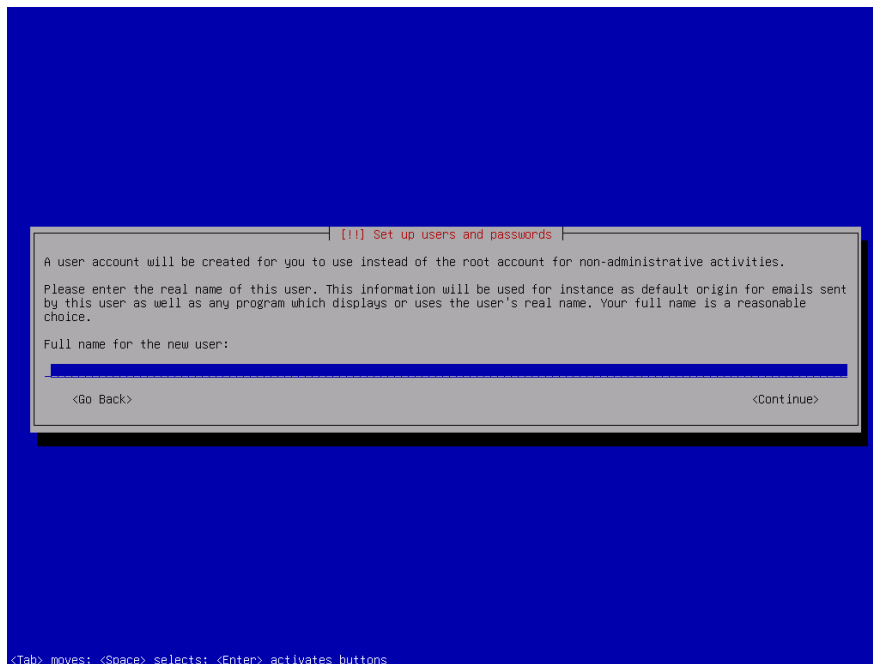 [!!] Set up users and passwords
A user account will be created for you to use instead of the root account for non-administrative activities.
Please enter the real name of this user. This information will be used for instance as default origin for emails sent
by this user as well as any program which displays or uses the user's real name. Your full name is a reasonable
choice.
Full name for the new user:
<Go Back> <Continue>
<Tab> moves; <Space> selects; <Enter> activates buttons